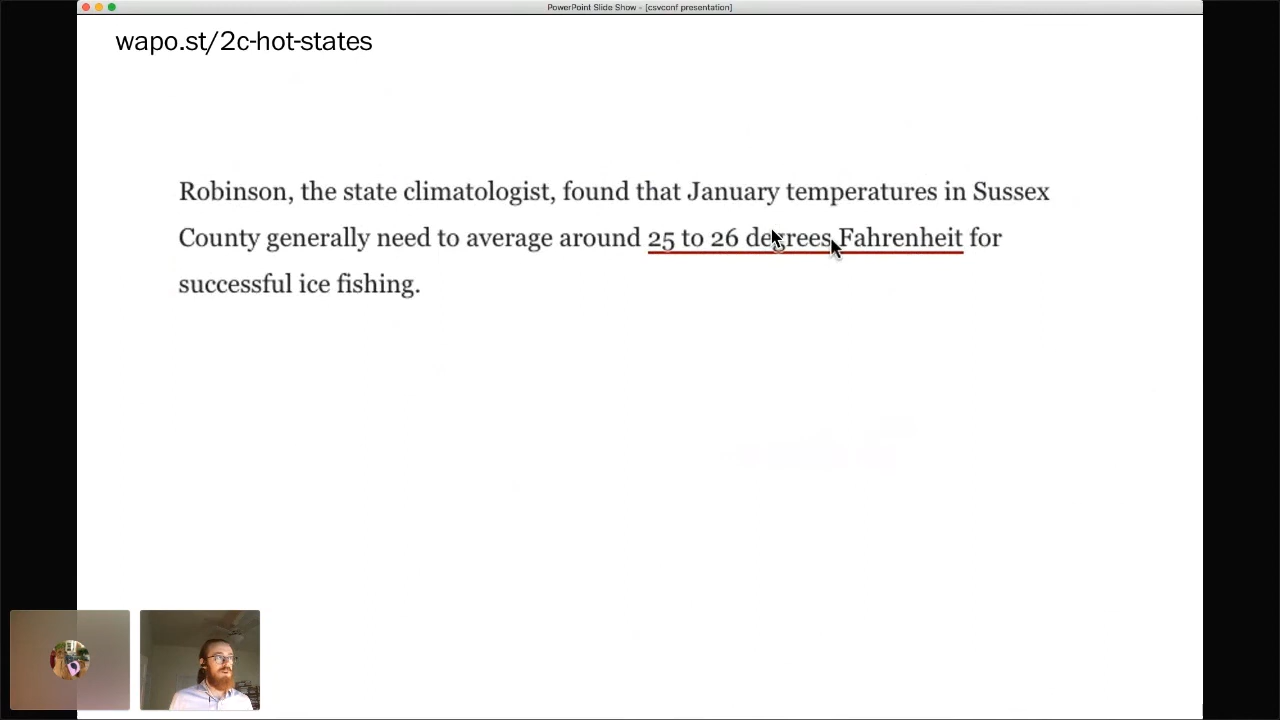 PowerPoint Slide Show - [csvconf presentation]
wapo.st/2c-hot-states
Robinson, the state climatologist, found that January temperatures in Sussex
County generally need to average around 25 to 26 degrees Fahrenheit for
successful ice fishing.